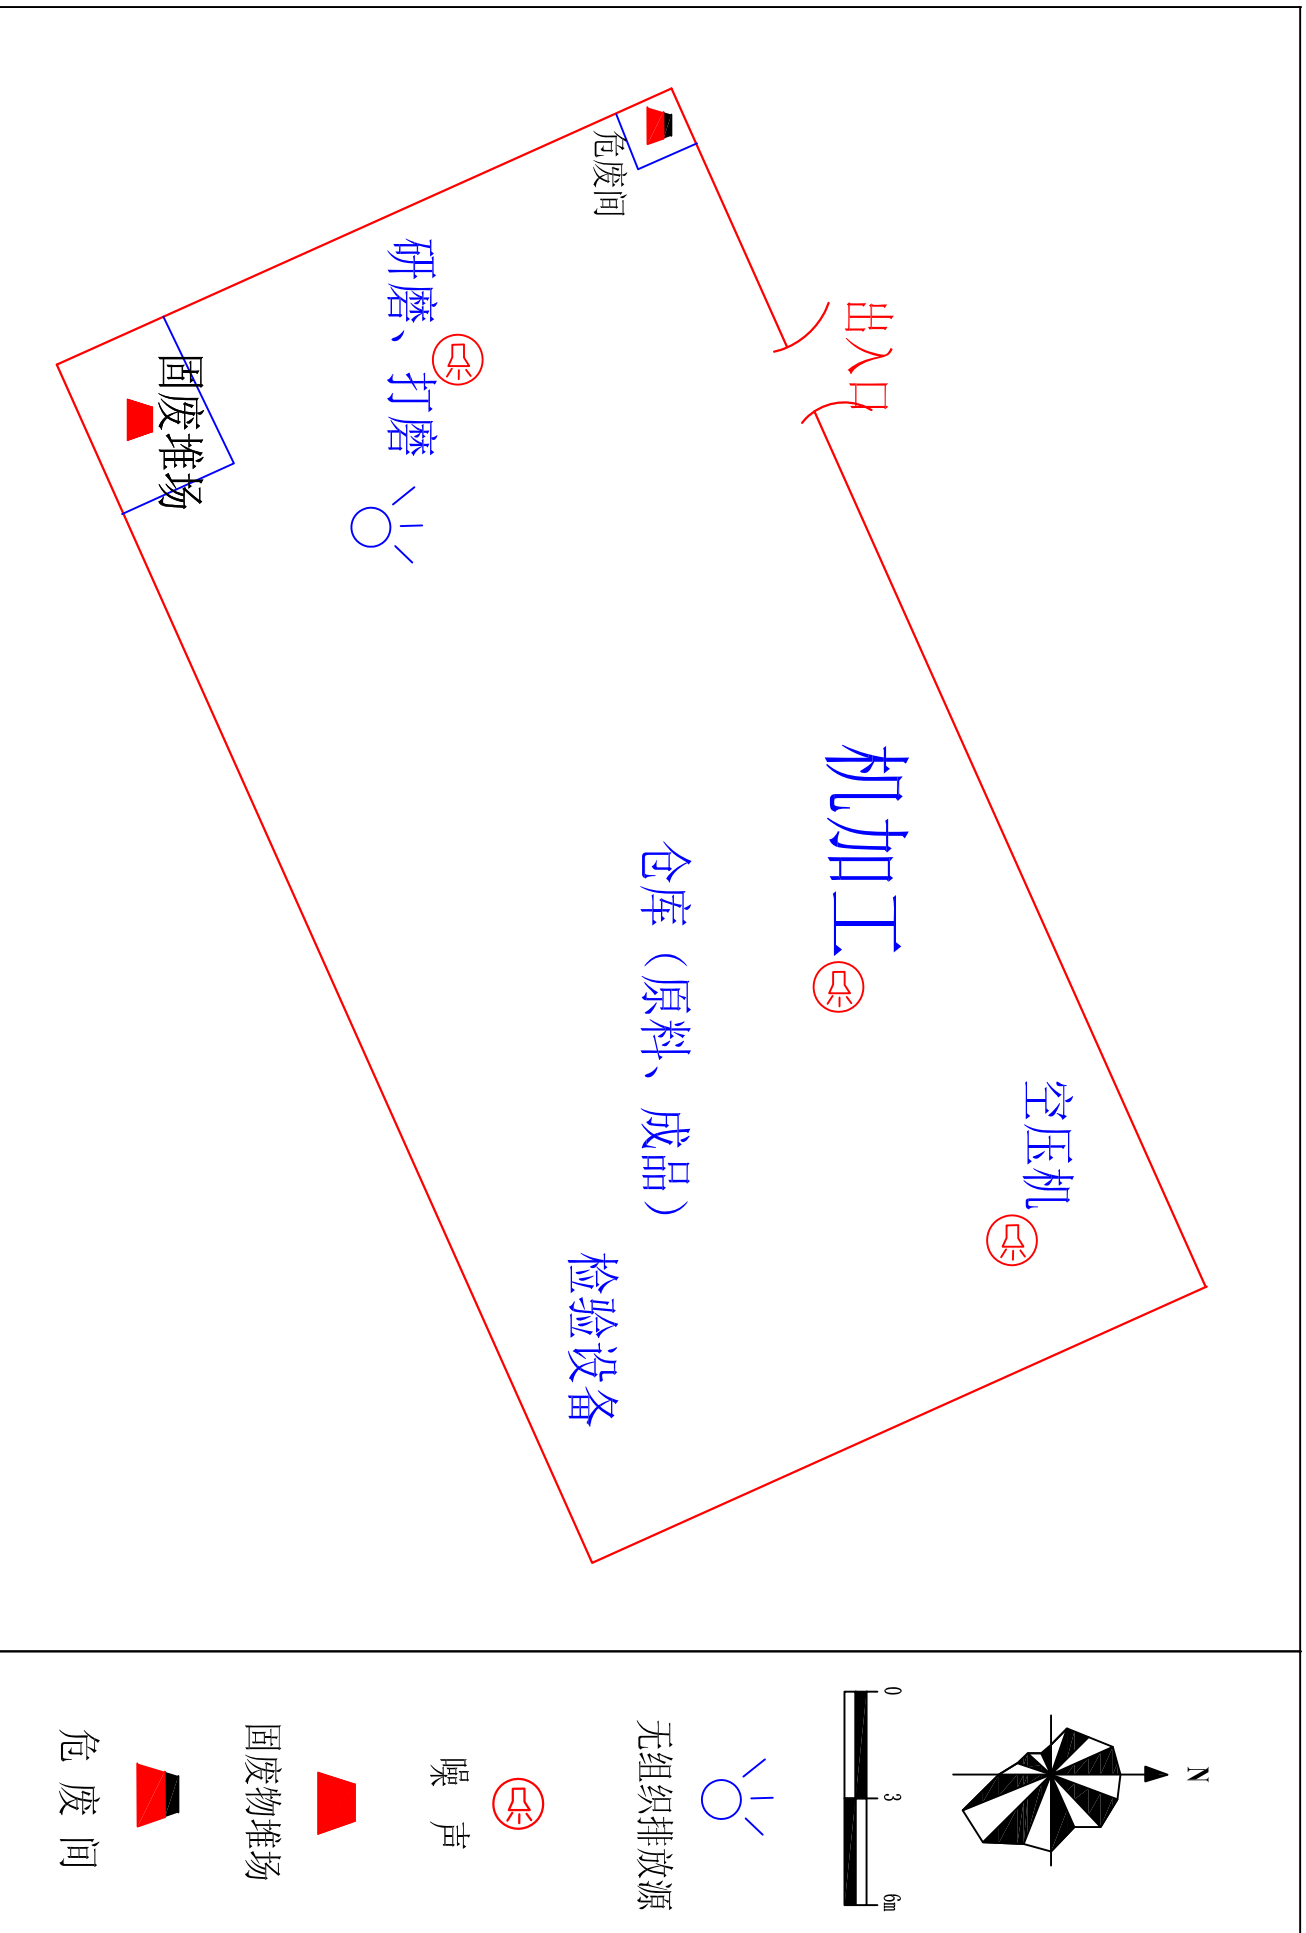 危废间
出入口
研磨、打磨
固废堆场
机加工
仓库（原料、成品）
空压机
检验设备
N
0
3
6m
无组织排放源
噪声
固废物堆场
危废间